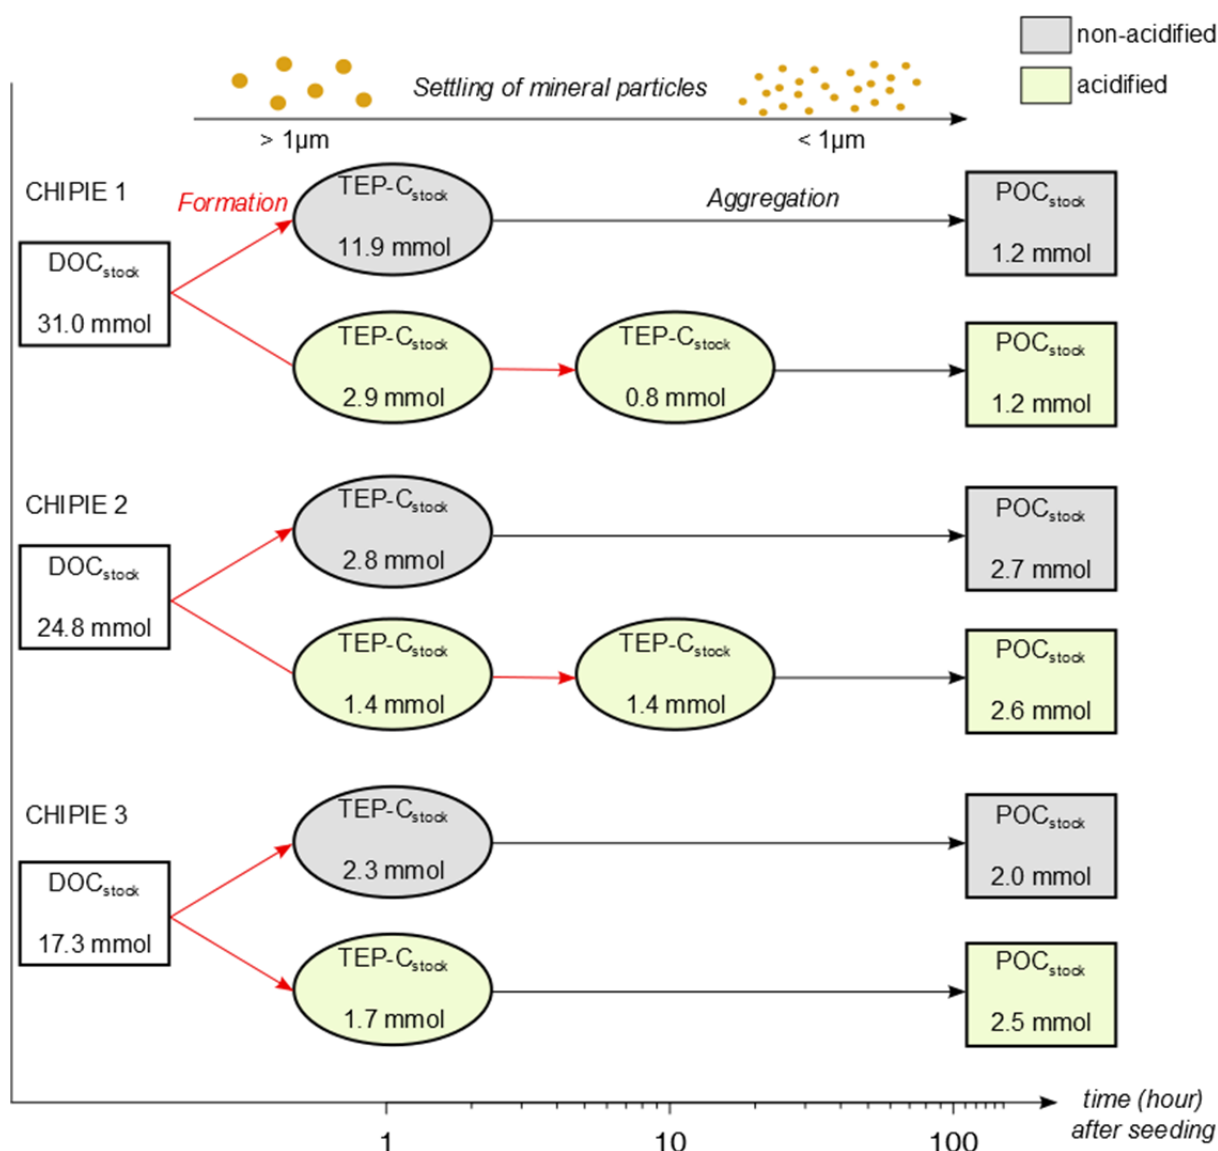 non-acidified
acidified
Settling of mineral particles
> 1µm
< 1µm
CHIPIE 1
Formation
Aggregation
DOCstock
31.0 mmol
TEP-Cstock
11.9 mmol
POCstock
1.2 mmol
TEP-Cstock
2.9 mmol
TEP-Cstock
0.8 mmol
POCstock
1.2 mmol
CHIPIE 2
DOCstock
24.8 mmol
TEP-Cstock
2.8 mmol
POCstock
2.7 mmol
TEP-Cstock
1.4 mmol
TEP-Cstock
1.4 mmol
POCstock
2.6 mmol
CHIPIE 3
DOCstock
17.3 mmol
TEP-Cstock
2.3 mmol
POCstock
2.0 mmol
TEP-Cstock
1.7 mmol
POCstock
2.5 mmol
1
10
100
time (hour)
after seeding